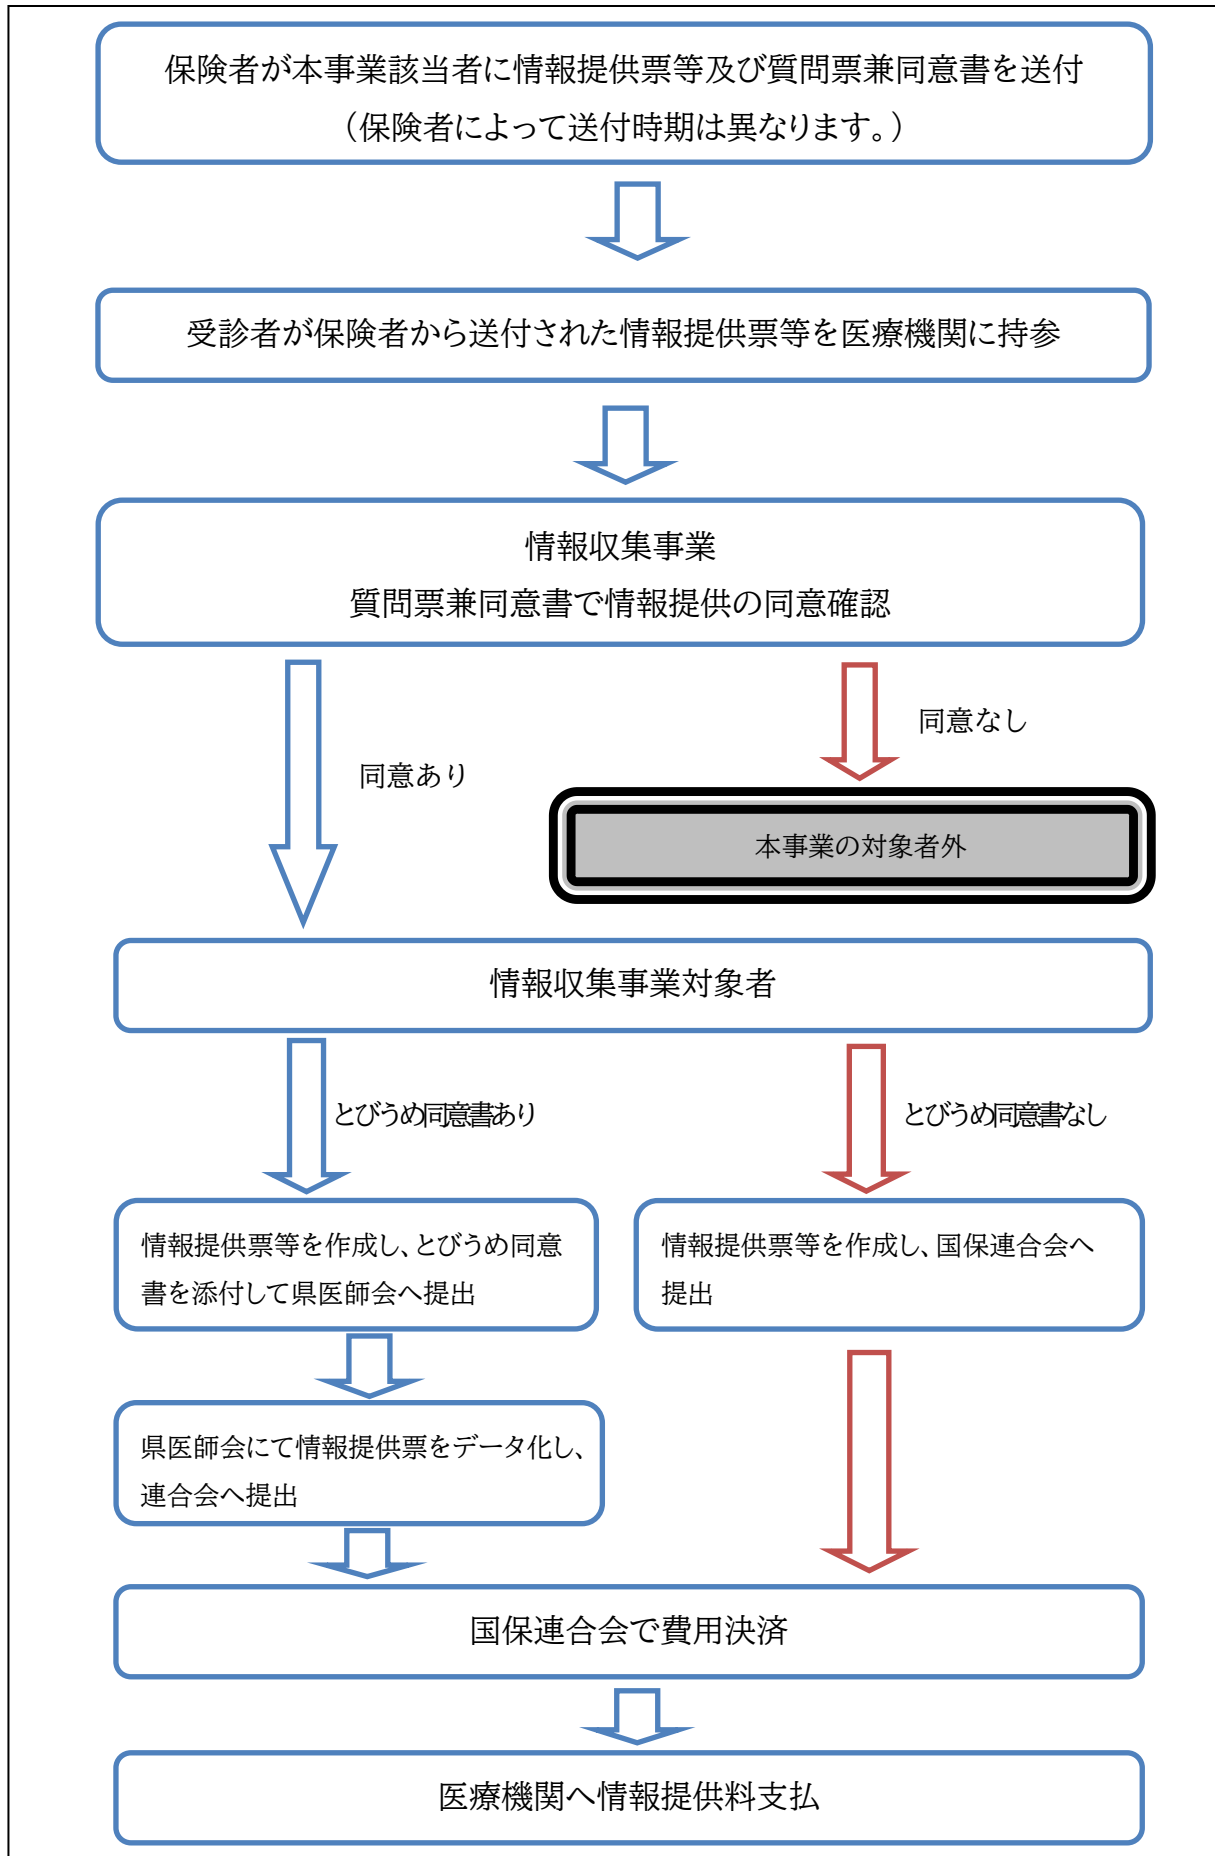 保険者が本事業該当者に情報提供票等及び質問票兼同意書を送付
（保険者によって送付時期は異なります。）
受診者が保険者から送付された情報提供票等を医療機関に持参
情報収集事業
質問票兼同意書で情報提供の同意確認
同意なし
同意あり
本事業の対象者外
情報収集事業対象者
とびうめ同意書あり
とびうめ同意書なし
情報提供票等を作成し、とびうめ同意
書を添付して県医師会へ提出
情報提供票等を作成し、国保連合会へ
提出
県医師会にて情報提供票をデータ化し、
連合会へ提出
国保連合会で費用決済
医療機関へ情報提供料支払